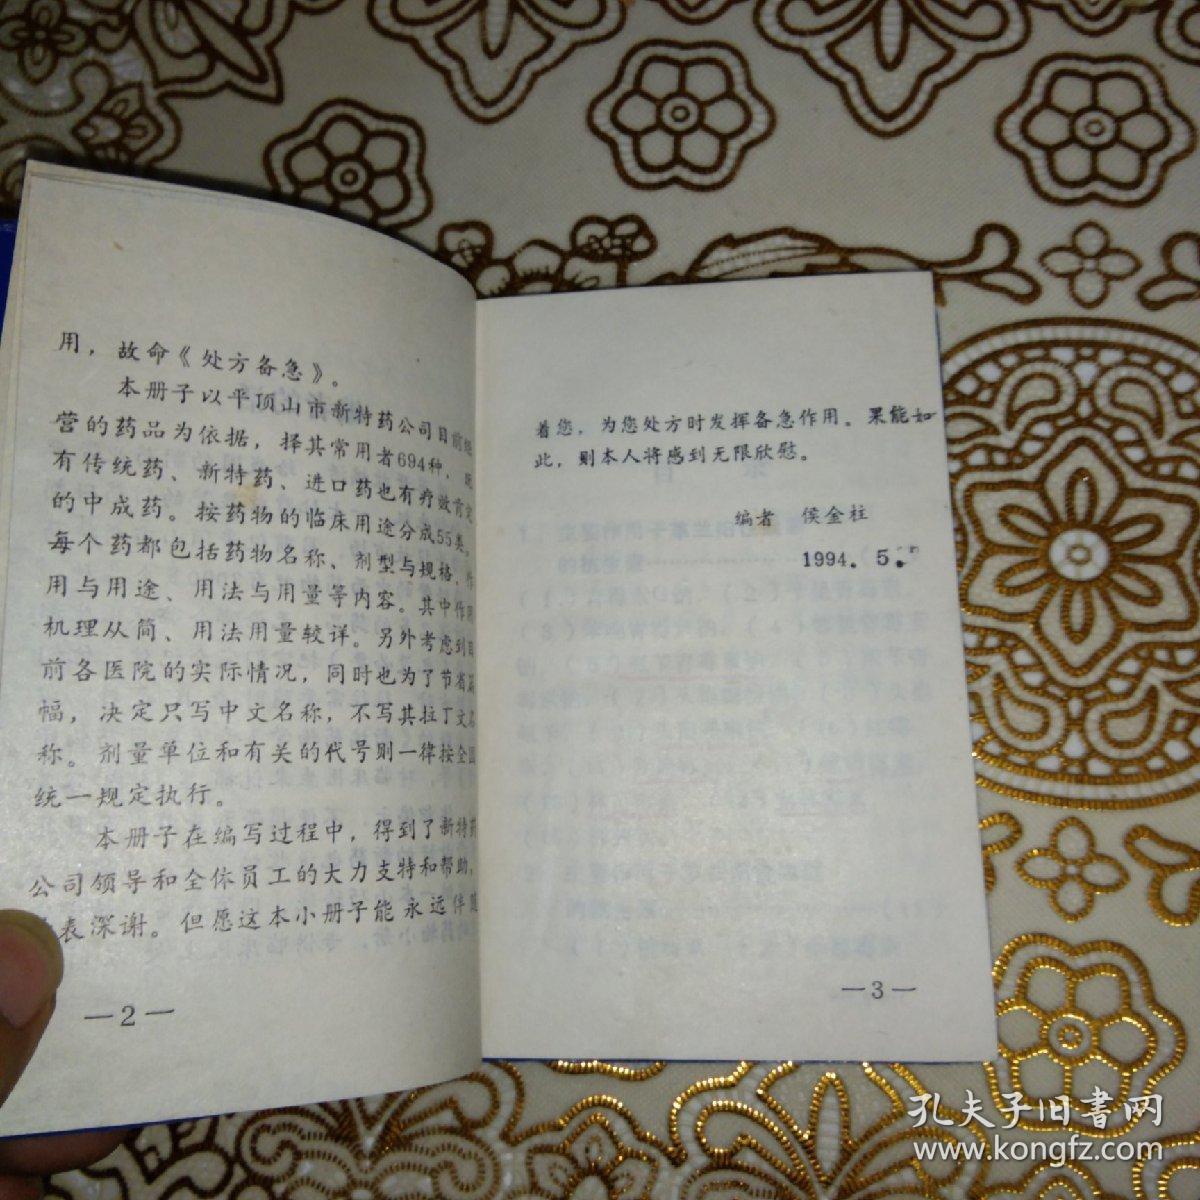 用，故命《处方备急》。
本册子以平顶山市新特药公司目前经
营的药品为依据，择其常用者694种，既
有传统药、新特药、进口药也有疗效肯定
的中成药。按药物的临床用途分成55类。
每个药都包括药物名称、剂型与规格、作
用与用途、用法与用量等内容。其中作用
机理从简、用法用量较详。另外考虑到目
前各医院的实际情况，同时也为了节省篇
幅，决定只写中文名称，不写其拉丁文名
称。剂量单位和有关的代号则一律按全国
统一规定执行。
本册子在编写过程中，得到了新特药
公司领导和全体员工的大力支特和帮助，
表深谢。但愿这本小册子能永远伴随
—2—
着您，为您处方时发挥备急作用。果能如
此，则本人将感到无限欣慰。
编者 侯金柱
1994. 5.
—3—
孔夫子旧书网
www.kongfz.com